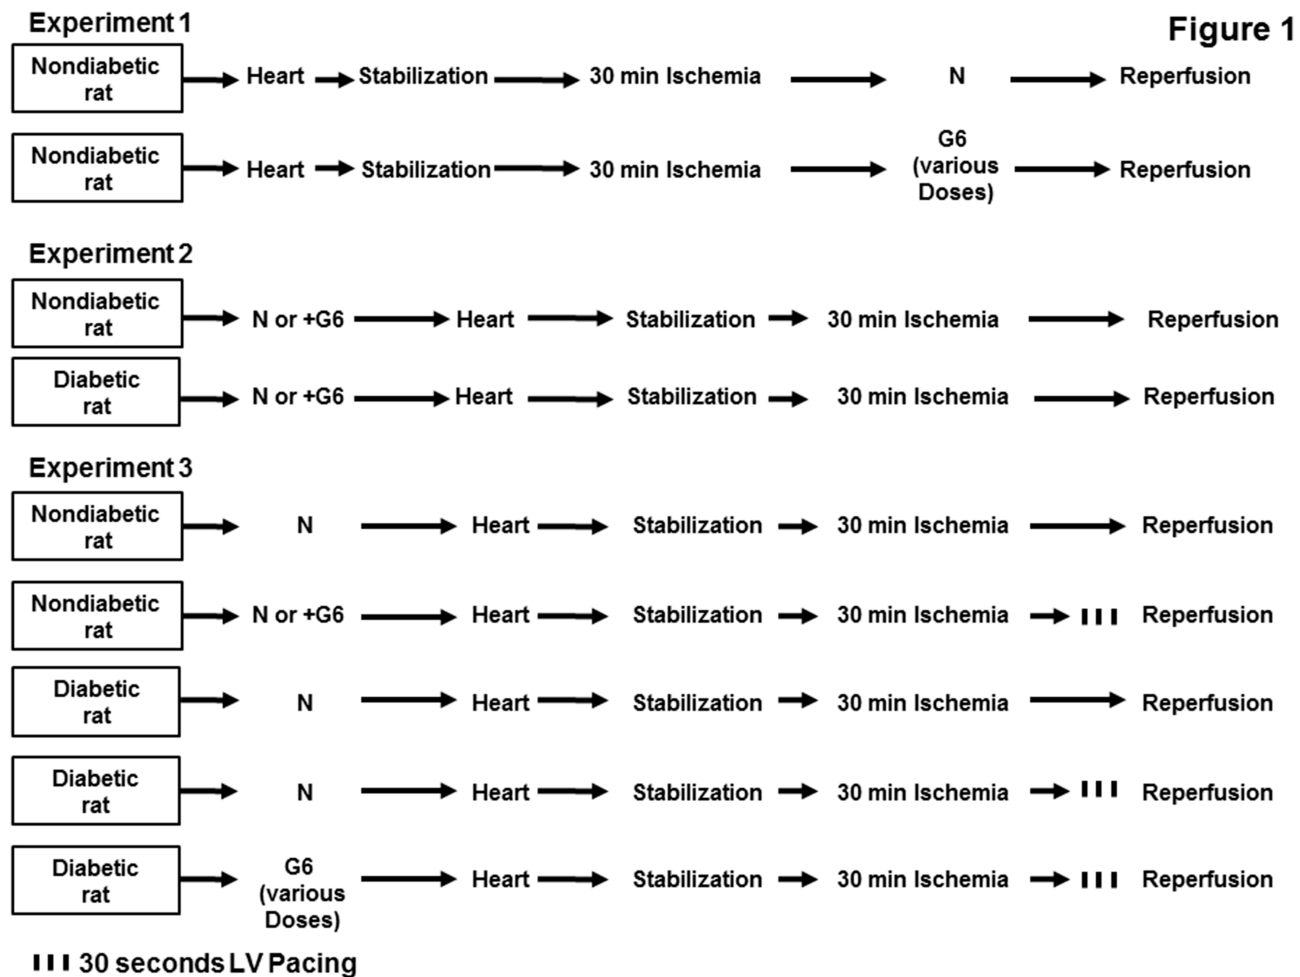 Figure 1
Experiment 1
Nondiabetic
rat
Heart
Stabilization
30 min Ischemia
N
Reperfusion
Nondiabetic
rat
Heart
Stabilization
30 min Ischemia
G6
(various
Doses)
Reperfusion
Experiment 2
Nondiabetic
rat
N or +G6
Heart
Stabilization
30 min Ischemia
Reperfusion
Diabetic
rat
N or +G6
Heart
Stabilization
30 min Ischemia
Reperfusion
Experiment 3
Nondiabetic
rat
N
Heart
Stabilization
30 min Ischemia
Reperfusion
Nondiabetic
rat
N or +G6
Heart
Stabilization
30 min Ischemia
Reperfusion
Diabetic
rat
N
Heart
Stabilization
30 min Ischemia
Reperfusion
Diabetic
rat
N
Heart
Stabilization
30 min Ischemia
Reperfusion
Diabetic
rat
G6
(various
Doses)
Heart
Stabilization
30 min Ischemia
Reperfusion
30 seconds LV Pacing